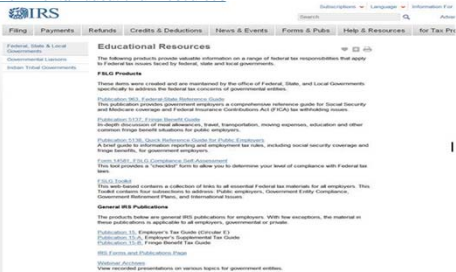 Subscriptions Language Information For
IRS
Search
Filing Payments Refunds Credits & Deductions News & Events Forms & Pubs Help & Resources for Tax Pro
Federal, State & Local
Governments
Governmental Liaisons
Indian Tribal Governments
Educational Resources
The following products provide valuable information on a range of federal tax responsibilities that apply
to Federal tax issues faced by federal, state and local governments.
FSLG Products
These items were created and are maintained by the office of Federal, State, and Local Governments
specifically to address the federal tax concerns of governmental entities.
Publication 963, Federal-State Reference Guide
This publication provides government employers a comprehensive reference guide for Social Security
and Medicare coverage and Federal Insurance Contributions Act (FICA) tax withholding issues.
Publication 5137, Fringe Benefit Guide
In-depth discussion of meal allowances, travel, transportation, moving expenses, education and other
common fringe benefit situations for public employers.
Publication 5138, Quick Reference Guide for Public Employers
A brief guide to information reporting and employment tax rules, including social security coverage and
fringe benefits, for government employers
Form 14581, FSLG Compliance Self-Assessment
This tool provides a "checklist" form to allow you to determine your level of compliance with Federal tax
laws
FSLG Toolkit
This web-based contains a collection of links to all essential Federal tax materials for all employers. This
Toolkit contains four subsections to address: Public employers, Government Entity Compliance,
Government Retirement Plans, and International Issues.
General IRS Publications
The products below are general IRS publications for employers. With few exceptions, the material in
these publications is applicable to all employers, governmental or private.
Publication 15, Employer's Tax Guide (Circular E)
Publication 15-A, Employer's Supplemental Tax Guide
Publication 15-B, Fringe Benefit Tax Guide
IRS Forms and Publications Page
Webinar Archives
View recorded presentations on various topics for government entities.